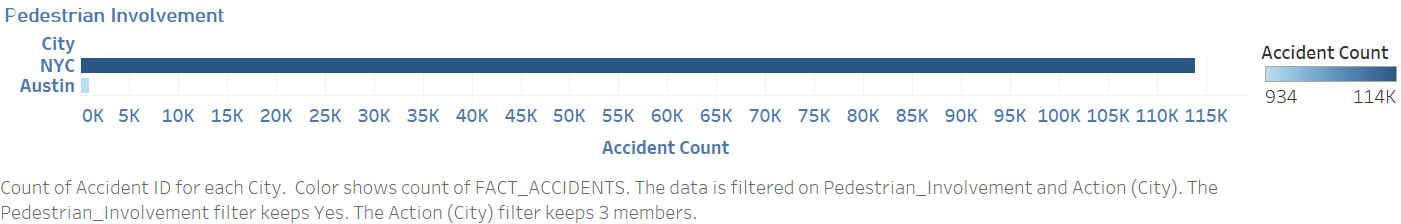 Pedestrian Involvement
City
NYC
Austin
0K 5K 10K 15K 20K 25K 30K 35K 40K 45K 50K 55K 60K 65K 70K 75K 80K 85K 90K 95K 100K 105K 110K 115K
Accident Count
Accident Count
934 114K
Count of Accident ID for each City. Color shows count of FACT_ACCIDENTS. The data is filtered on Pedestrian_Involvement and Action (City). The
Pedestrian_Involvement filter keeps Yes. The Action (City) filter keeps 3 members.